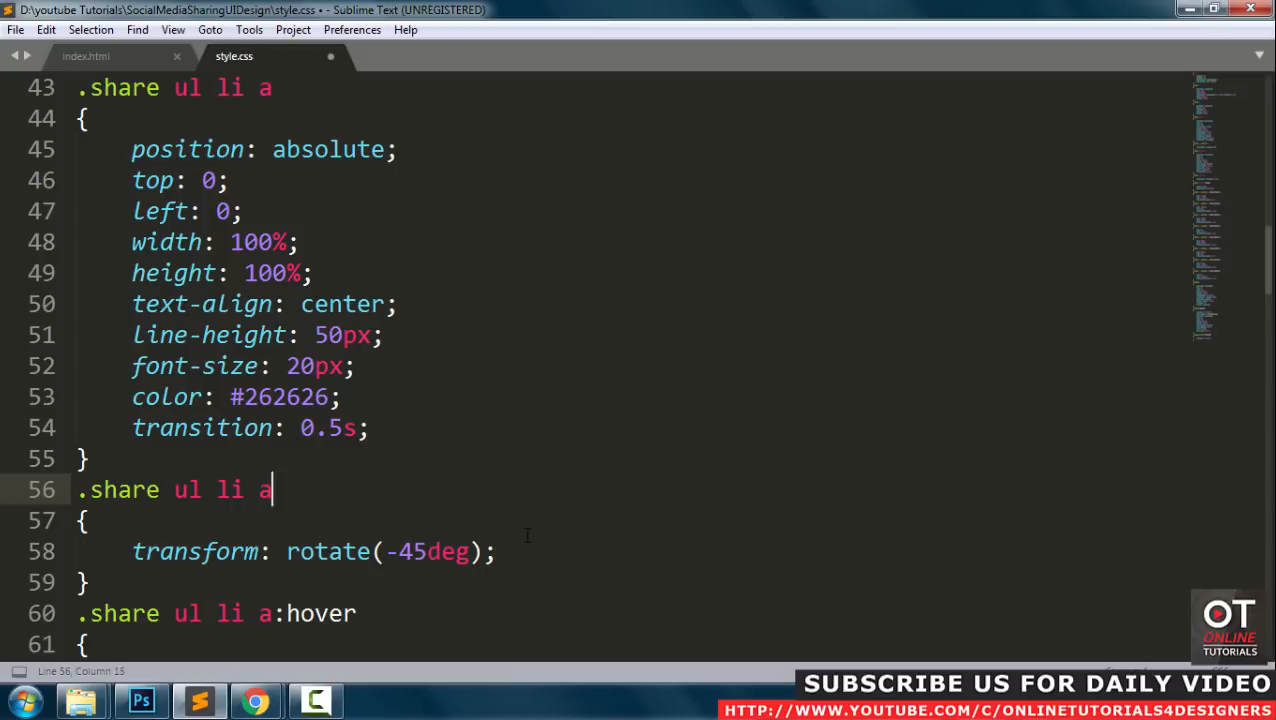 D:\youtube Tutorials\SocialMediaSharingUIDesign\style.css • - Sublime Text (UNREGISTERED)
File Edit Selection Find View Goto Tools Project Preferences Help
index.html style.css
43 .share ul li a
44 {
45 position: absolute;
46 top: 0;
47 left: 0;
48 width: 100%;
49 height: 100%;
50 text-align: center;
51 line-height: 50px;
52 font-size: 20px;
53 color: #262626;
54 transition: 0.5s;
55 }
56 .share ul li a
57 {
58 transform: rotate(-45deg);
59 }
60 .share ul li a:hover
61 {
OT
ONLINE
TUTORIALS
Line 56, Column 15
Ps
SUBSCRIBE US FOR DAILY VIDEO
HTTP://WWW.YOUTUBE.COM/C/ONLINETUTORIALS4DESIGNERS